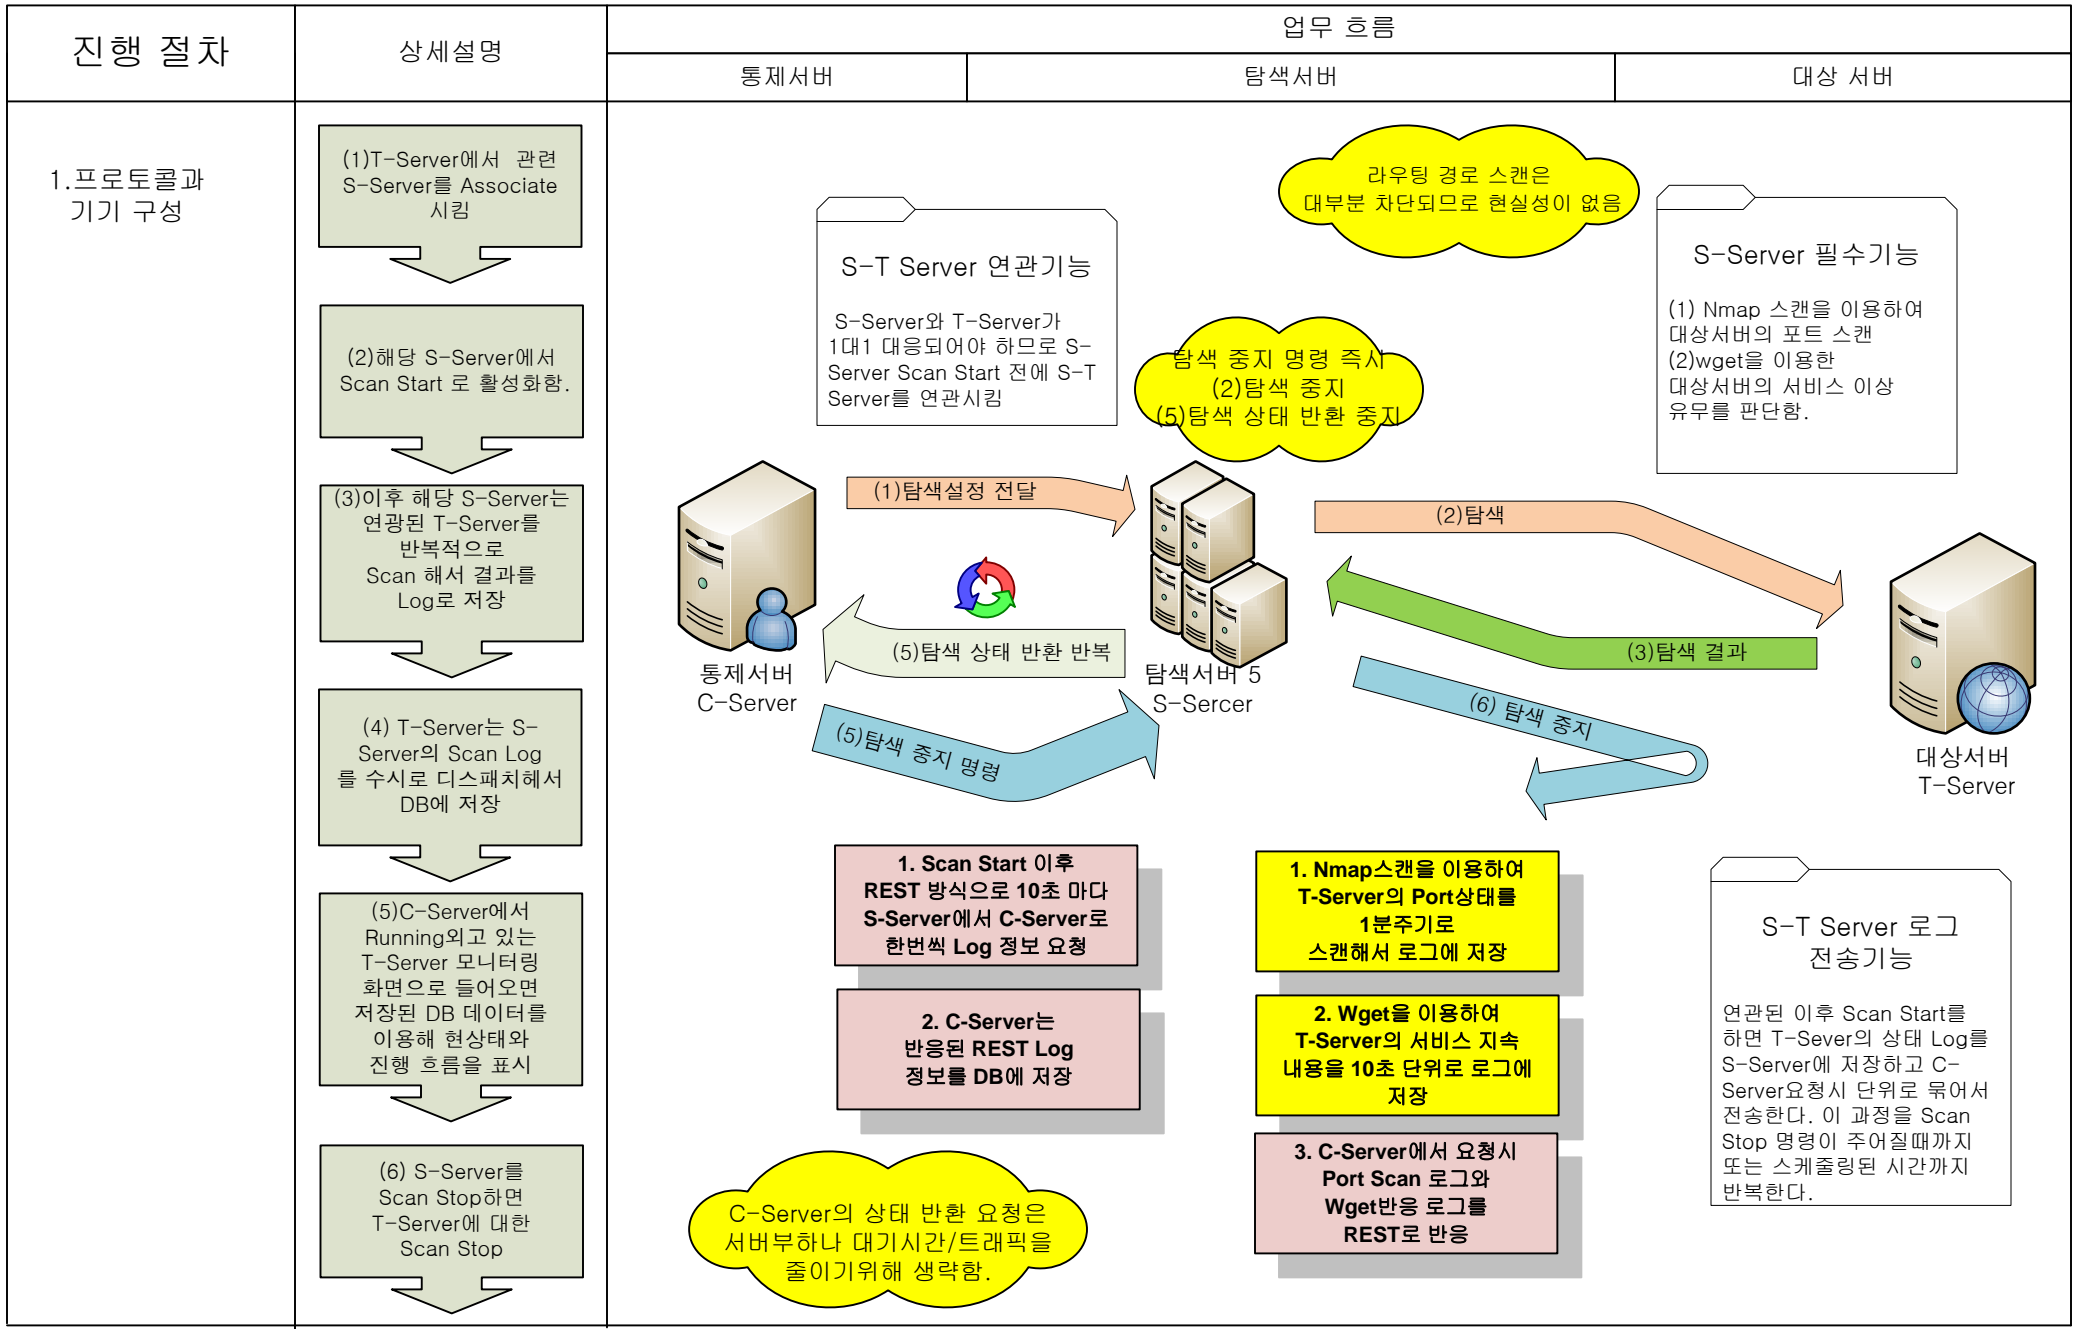 진행 절차
상세설명
업무 흐름
통제서버
탐색서버
대상 서버
1.프로토콜과
기기 구성
(1)T-Server에서 관련
S-Server를 Associate
시킴
(2)해당 S-Server에서
Scan Start 로 활성화함.
(3)이후 해당 S-Server는
연광된 T-Server를
반복적으로
Scan 해서 결과를
Log로 저장
(4) T-Server는 S-
Server의 Scan Log
를 수시로 디스패치헤서
DB에 저장
(5)C-Server에서
Running외고 있는
T-Server 모니터링
화면으로 들어오면
저장된 DB 데이터를
이용해 현상태와
진행 흐름을 표시
(6) S-Server를
Scan Stop하면
T-Server에 대한
Scan Stop
S-T Server 연관기능
S-Server와 T-Server가
1대1 대응되어야 하므로 S-
Server Scan Start 전에 S-T
Server를 연관시킴
라우팅 경로 스캔은
대부분 차단되므로 현실성이 없음
탐색 중지 명령 즉시
(2)탐색 중지
(5)탐색 상태 반환 중지
S-Server 필수기능
(1) Nmap 스캔을 이용하여
대상서버의 포트 스캔
(2)wget을 이용한
대상서버의 서비스 이상
유무를 판단함.
(1)탐색설정 전달
(2)탐색
(5)탐색 상태 반환 반복
(3)탐색 결과
통제서버
C-Server
탐색서버 5
S-Sercer
(5)탐색 중지 명령
(6) 탐색 중지
대상서버
T-Server
1. Scan Start 이후
REST 방식으로 10초 마다
S-Server에서 C-Server로
한번씩 Log 정보 요청
2. C-Server는
반응된 REST Log
정보를 DB에 저장
C-Server의 상태 반환 요청은
서버부하나 대기시간/트래픽을
줄이기위해 생략함.
1. Nmap스캔을 이용하여
T-Server의 Port상태를
1분주기로
스캔해서 로그에 저장
2. Wget을 이용하여
T-Server의 서비스 지속
내용을 10초 단위로 로그에
저장
3. C-Server에서 요청시
Port Scan 로그와
Wget반응 로그를
REST로 반응
S-T Server 로그
전송기능
연관된 이후 Scan Start를
하면 T-Sever의 상태 Log를
S-Server에 저장하고 C-
Server요청시 단위로 묶어서
전송한다. 이 과정을 Scan
Stop 명령이 주어질때까지
또는 스케줄링된 시간까지
반복한다.